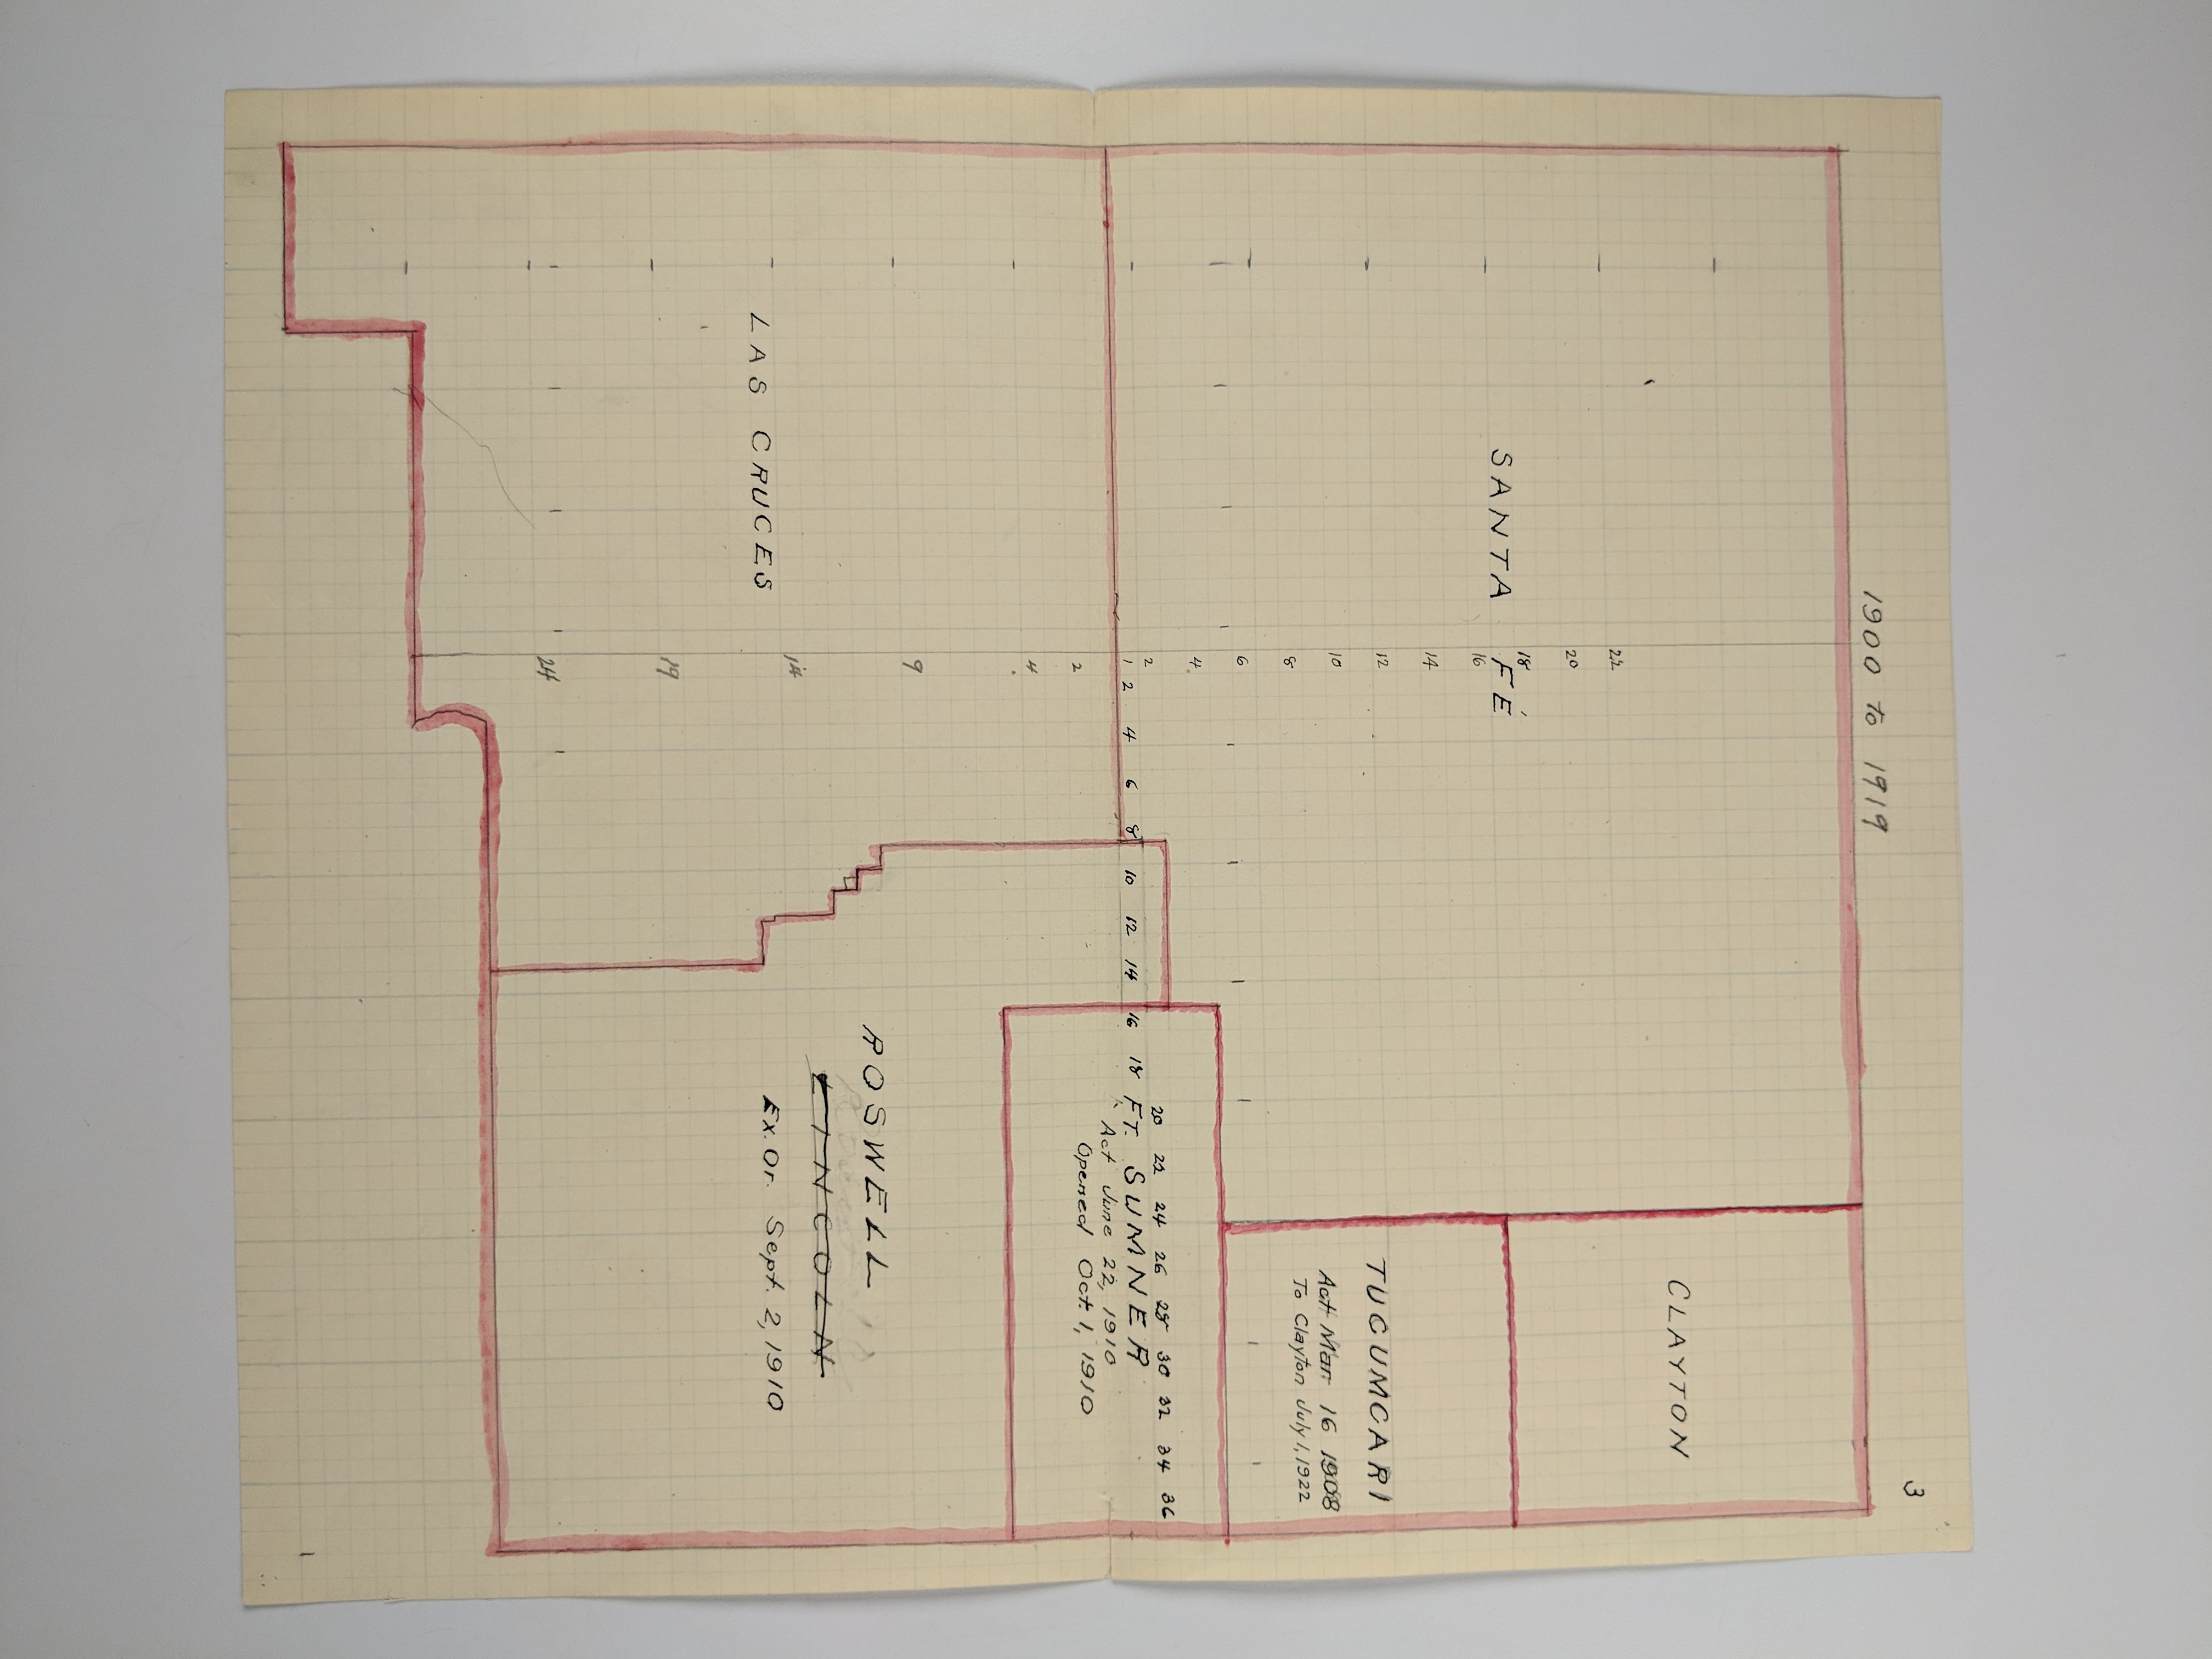 3
1900 to 1919
22
20
18
16
14
12
10
8
6
4
2
SANTA FÉ
CLAYTON
TUCUMCARI
Act Mar 16 1908
To Clayton July 1, 1922
1 2 4 6 8 10 12 14 16 18 20 22 24 26 28 30 32 34 36
FT. SUMNER
Act June 22, 1910
Opened Oct. 1, 1910
2
4
9
14
19
24
LAS CRUCES
ROSWELL
LINCOLN
Ex. Or. Sept. 2, 1910